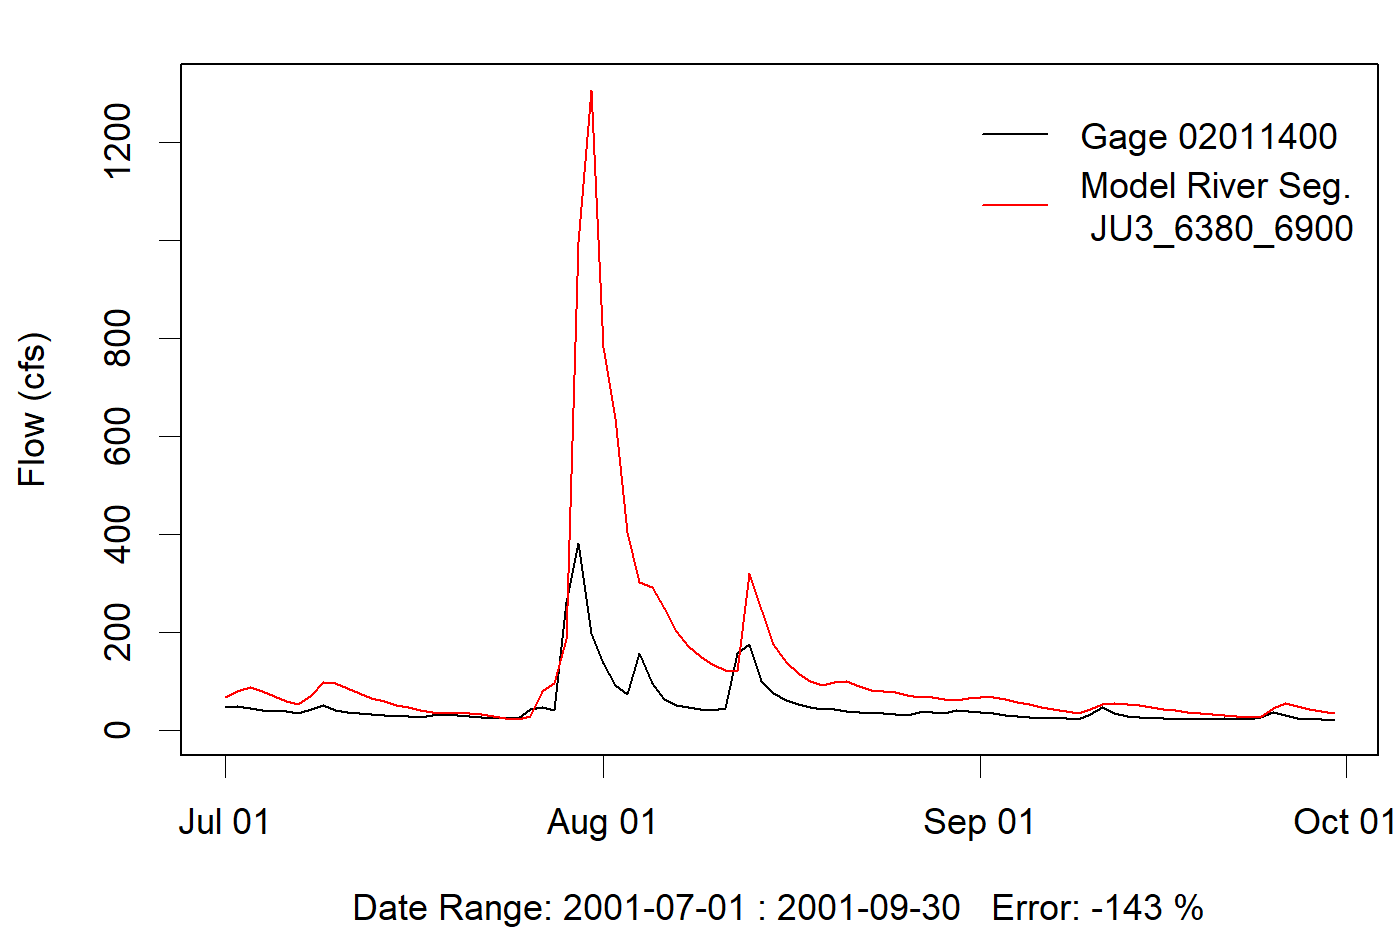 Gage 02011400
Model River Seg.
JU3_6380_6900
Flow (cfs)
1200
800
600
400
200
0
Jul 01
Aug 01
Sep 01
Oct 01
Date Range: 2001-07-01 : 2001-09-30 Error: -143 %